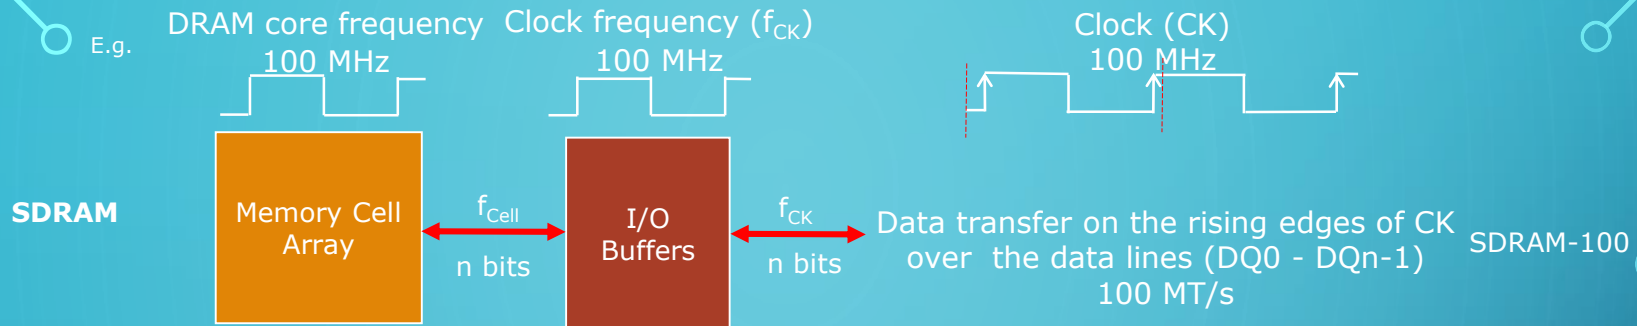 E.g.
DRAM core frequency
100 MHz
Clock frequency (fCK)
100 MHz
Clock (CK)
100 MHz
SDRAM
Memory Cell
Array
fCell
n bits
I/O
Buffers
fCK
n bits
Data transfer on the rising edges of CK
over the data lines (DQ0 - DQn-1)
100 MT/s
SDRAM-100